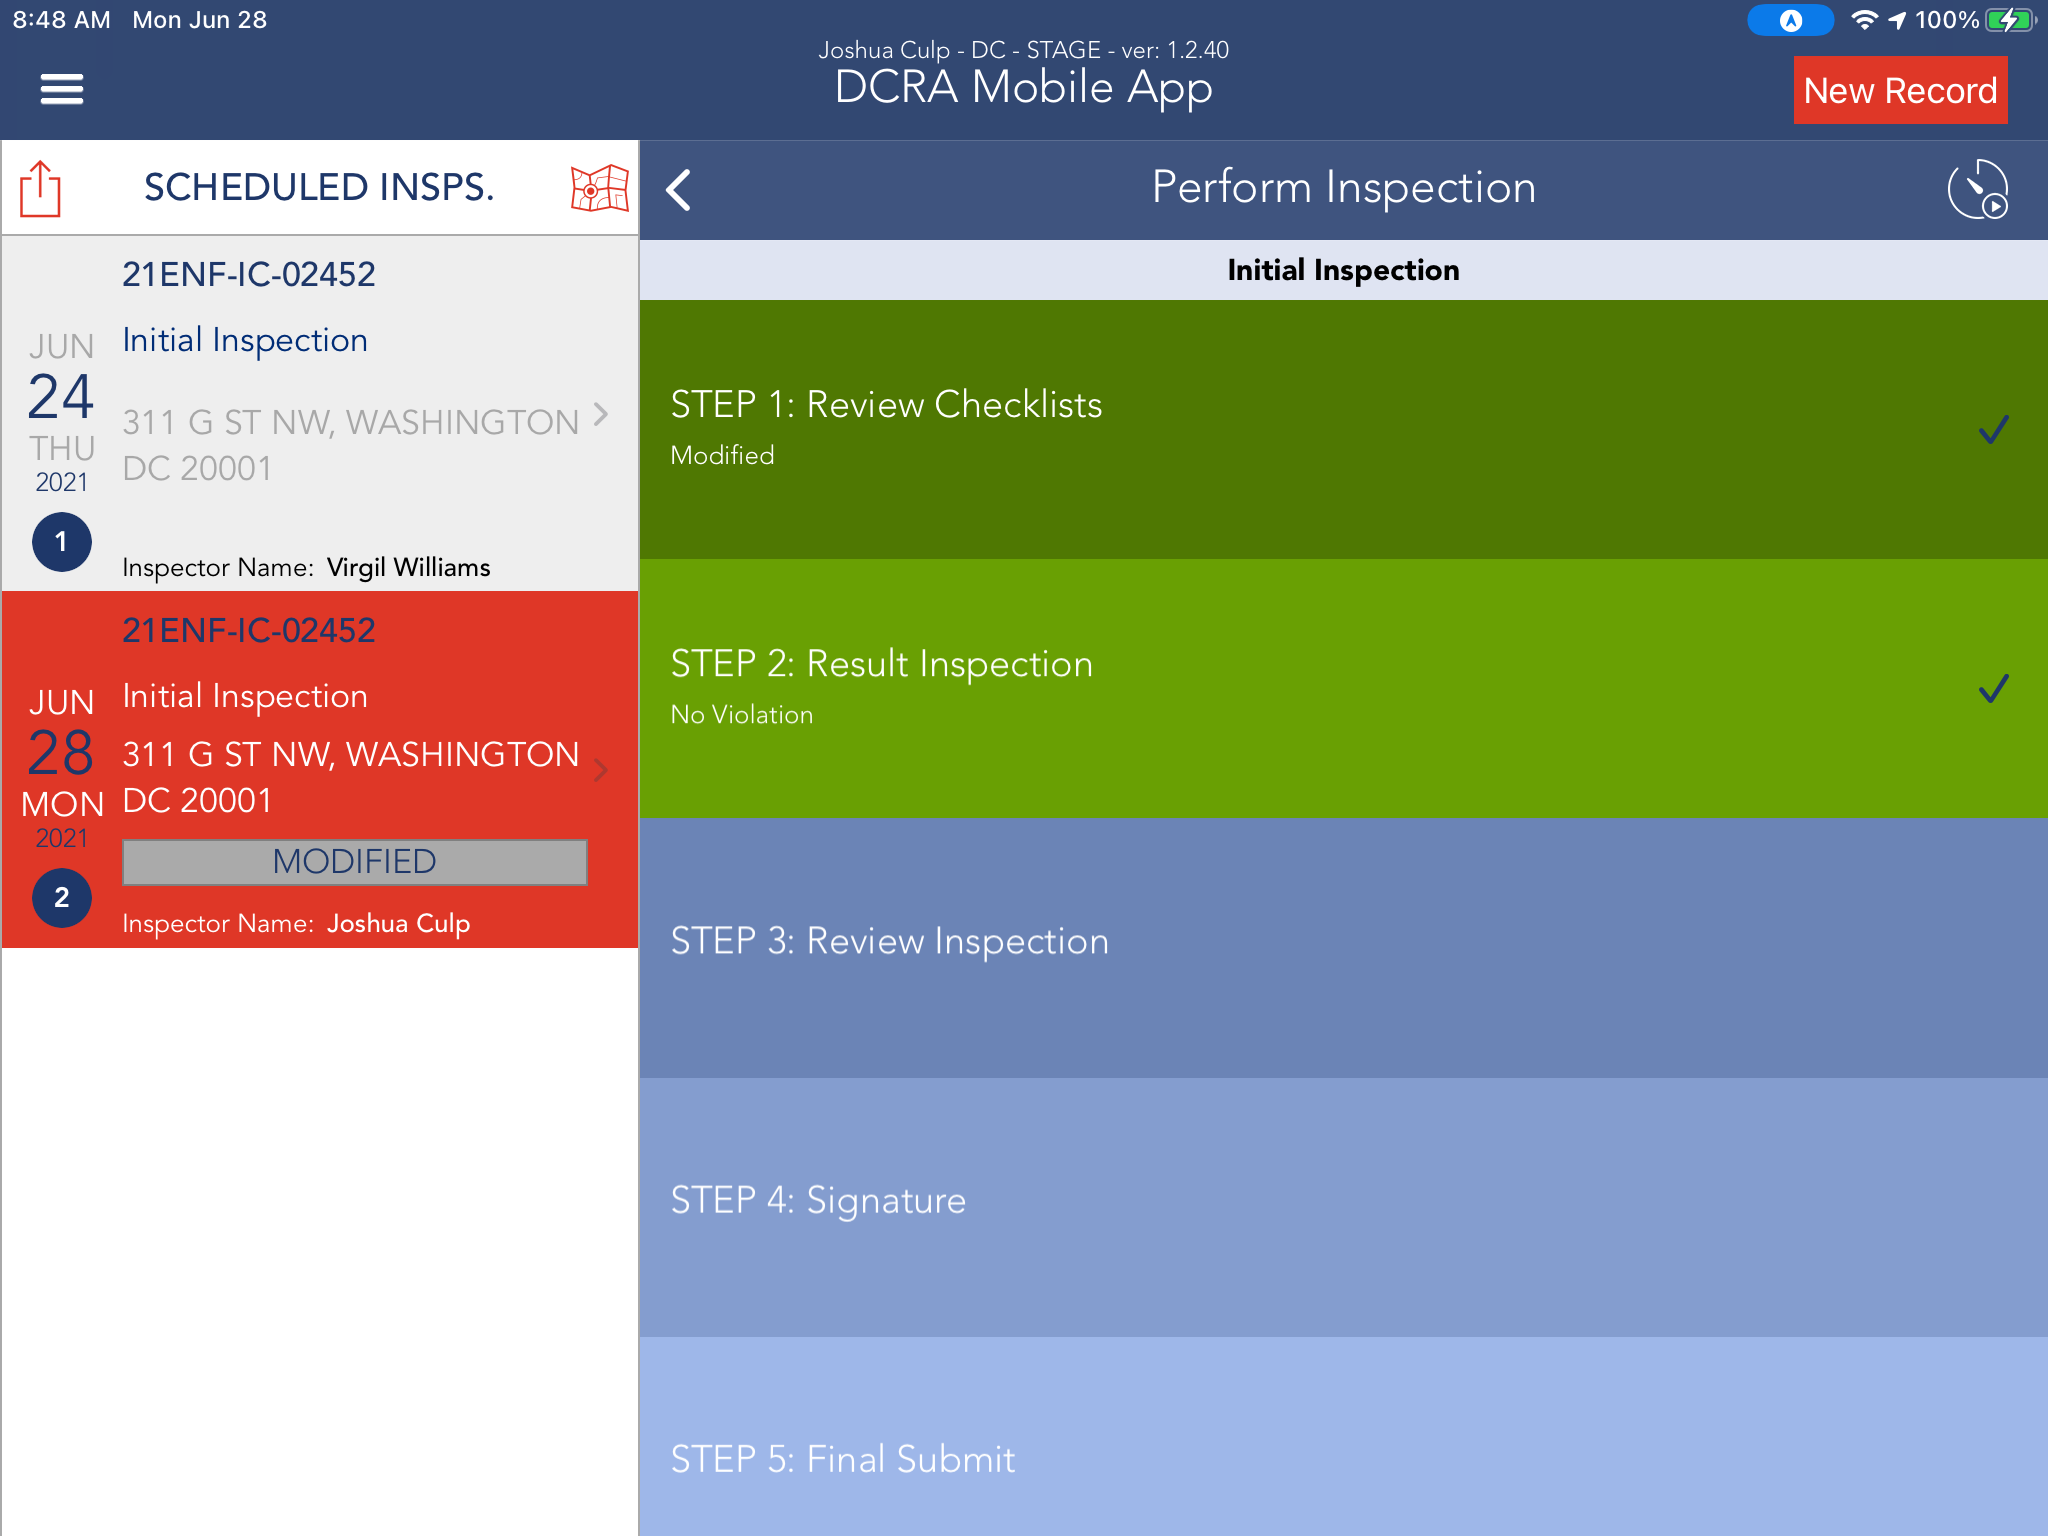 8:48 AM Mon Jun 28
100%
Joshua Culp - DC - STAGE - ver: 1.2.40
DCRA Mobile App
New Record
SCHEDULED INSPS.
21ENF-IC-02452
Initial Inspection
JUN
24
THU
2021
311 G ST NW, WASHINGTON
DC 20001
1
Inspector Name: Virgil Williams
21ENF-IC-02452
Initial Inspection
JUN
28
MON
2021
311 G ST NW, WASHINGTON
DC 20001
MODIFIED
2
Inspector Name: Joshua Culp
Perform Inspection
Initial Inspection
STEP 1: Review Checklists
Modified
STEP 2: Result Inspection
No Violation
STEP 3: Review Inspection
STEP 4: Signature
STEP 5: Final Submit